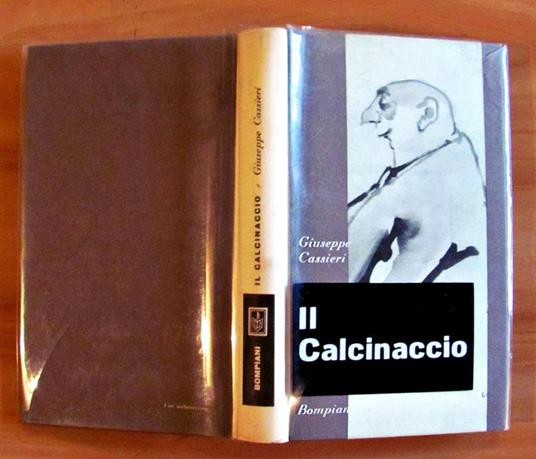 IL CALCINACCIO • Giuseppe Cassieri
BOMPIANI
Giuseppe
Cassieri
Il
Calcinaccio
Bompiani